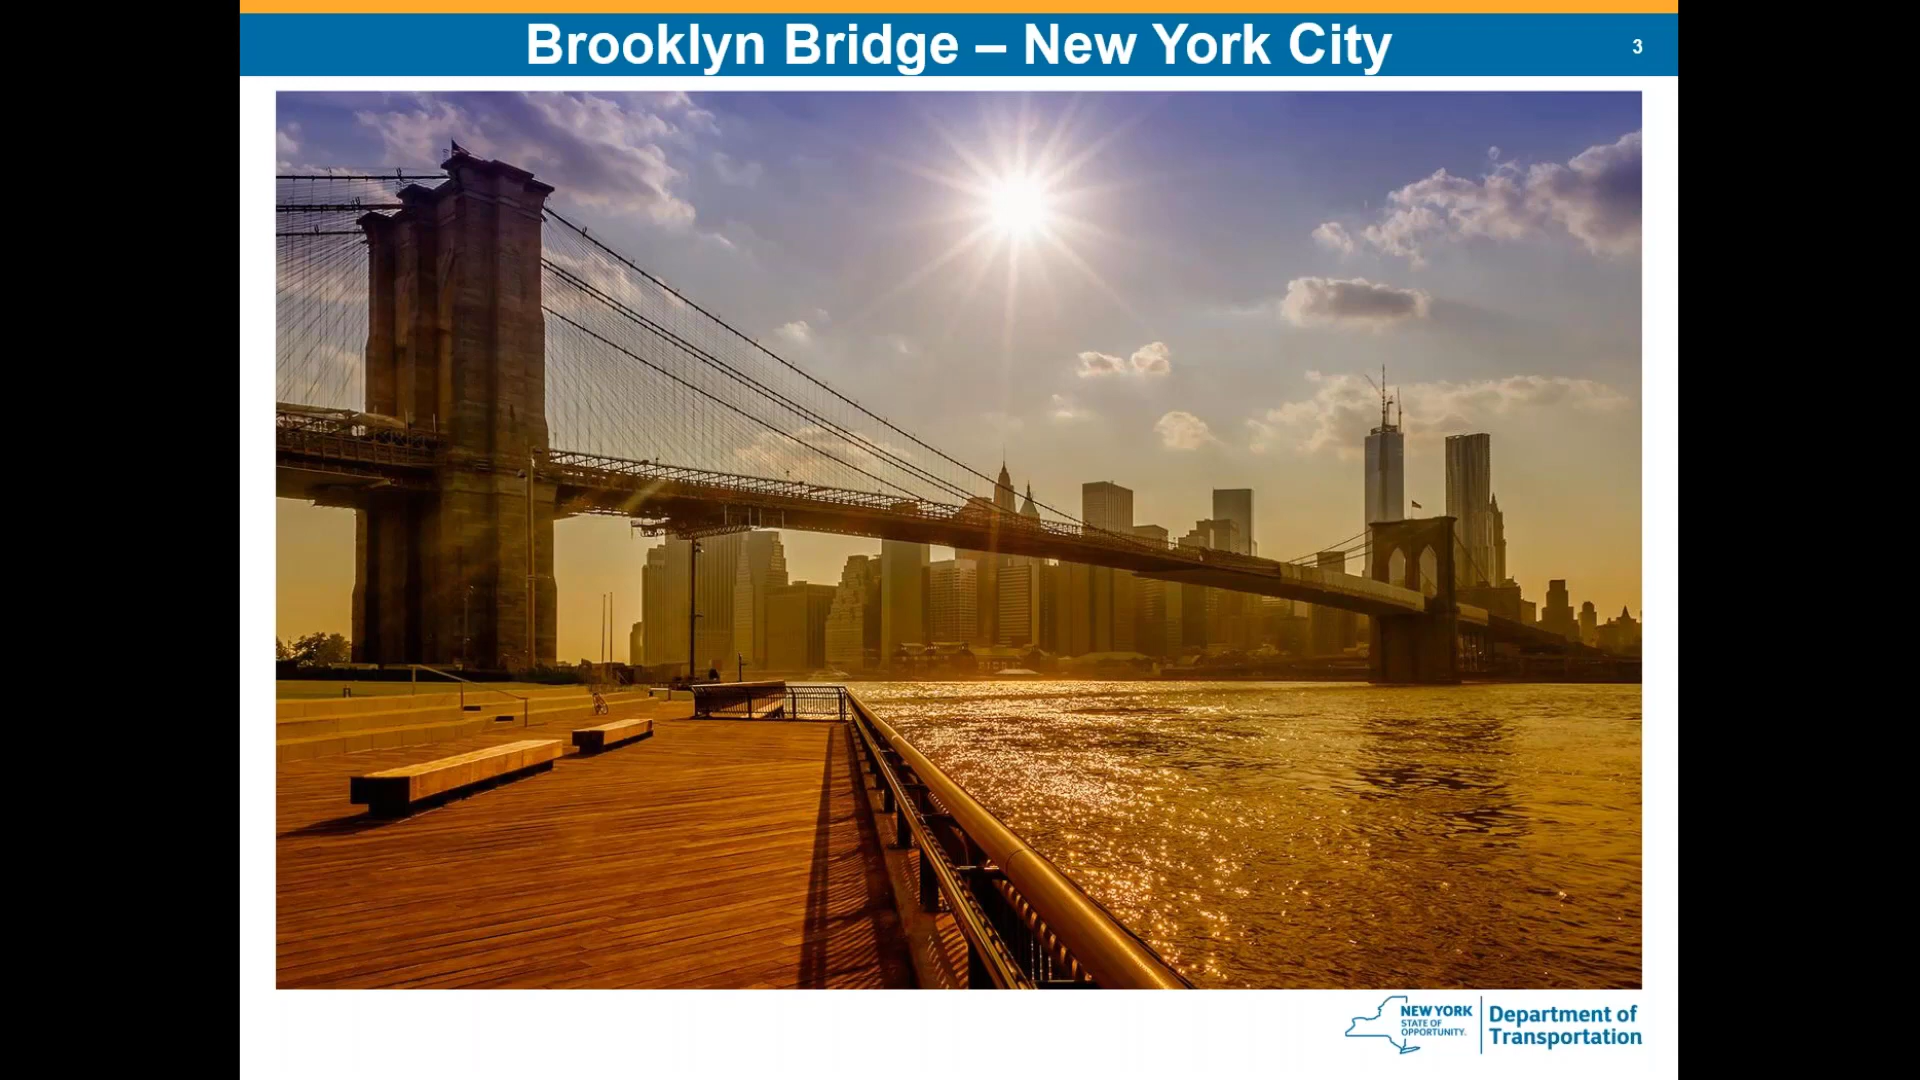 Brooklyn Bridge – New York City
3
NEW YORK
STATE OF
OPPORTUNITY.
Department of
Transportation